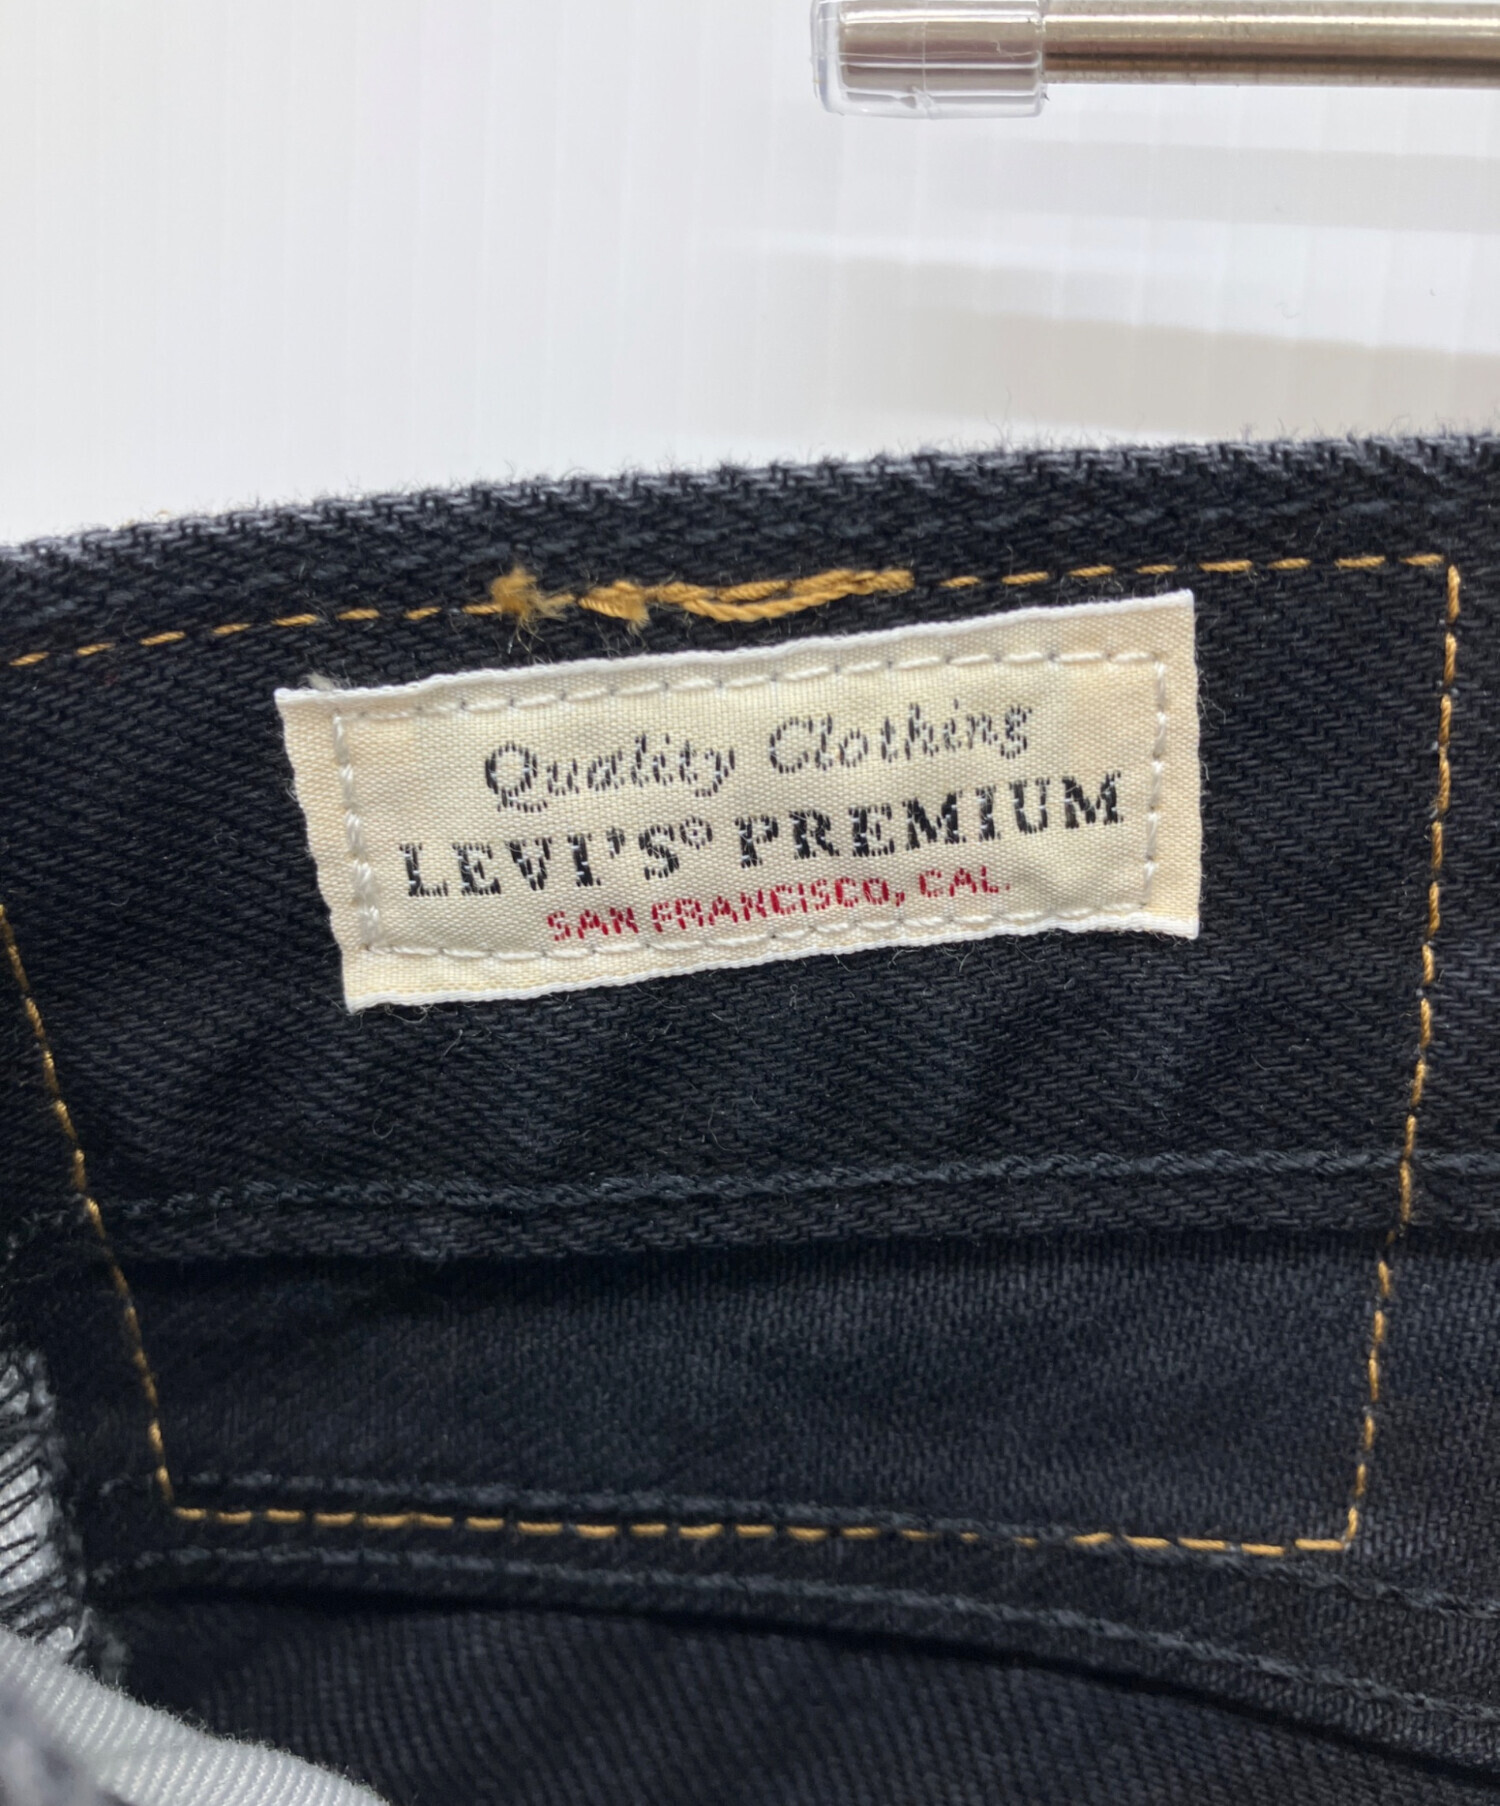 Quality Clothing
LEVI'S® PREMIUM
SAN FRANCISCO, CAL.